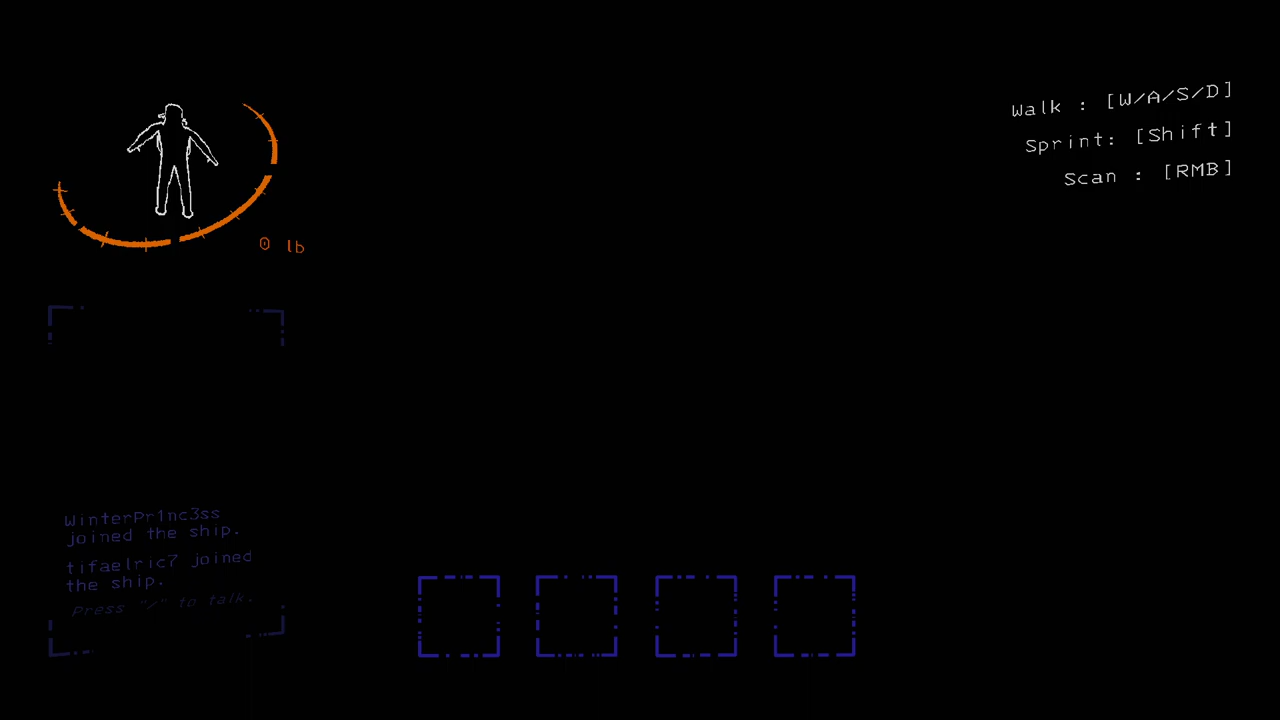 Walk : [W/A/S/D]
Sprint: [Shift]
Scan : [RMB]
0 lb
WinterPr1nc3ss
joined the ship.
tifaelric7 joined
the ship.
Press "/" to talk.